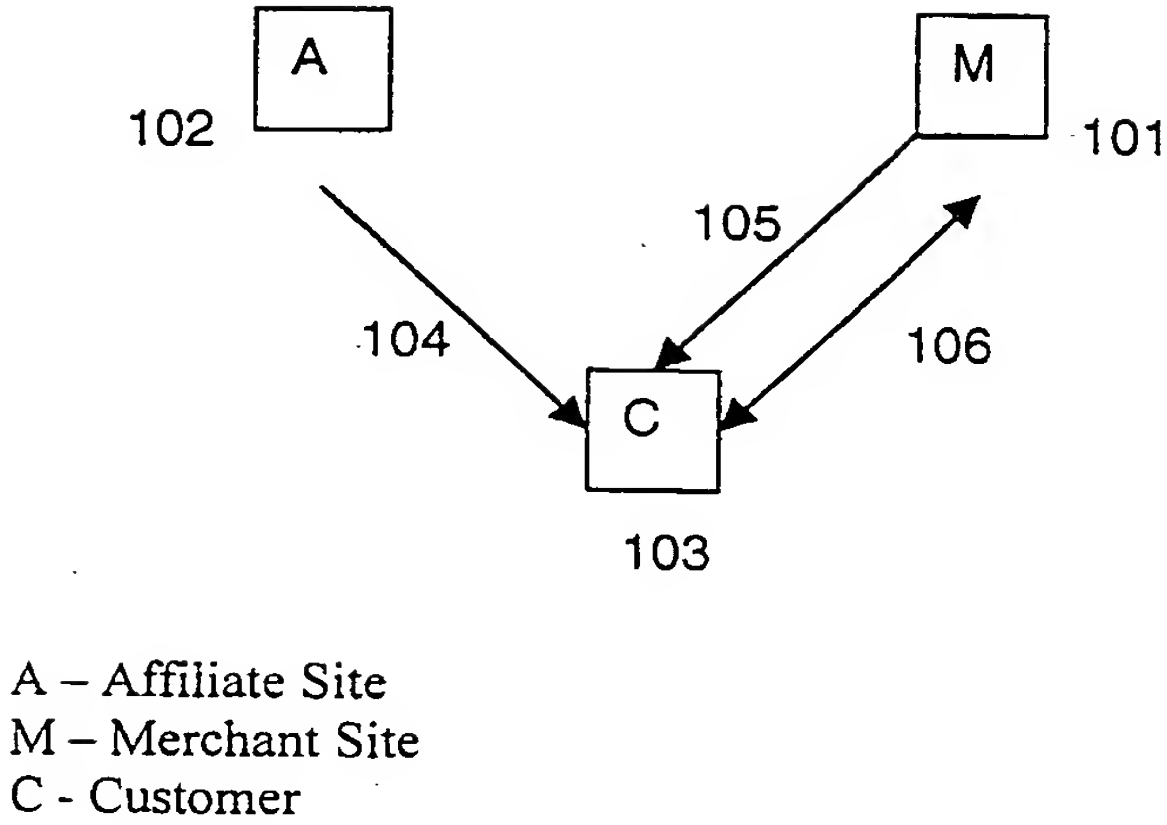 A
M
102
101
105
104
106
C
103
A – Affiliate Site
M – Merchant Site
C - Customer